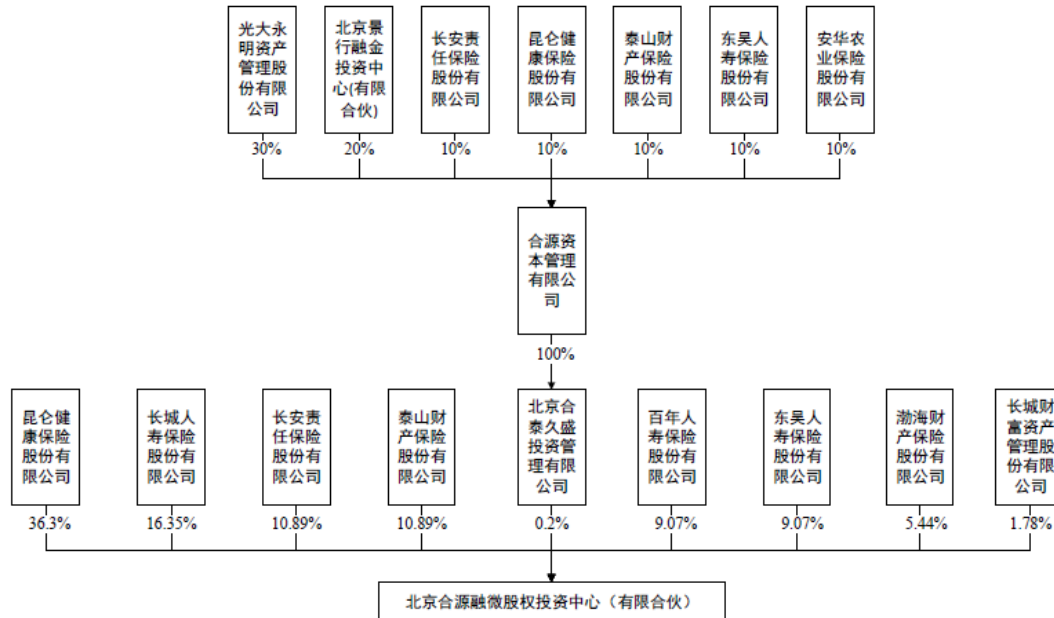 光大永
明资产
管理股
份有限
公司
北京景
行融金
投资中
心(有限
合伙)
长安责
任保险
股份有
限公司
昆仑健
康保险
股份有
限公司
泰山财
产保险
股份有
限公司
东吴人
寿保险
股份有
限公司
安华农
业保险
股份有
限公司
30%
20%
10%
10%
10%
10%
10%
合源资
本管理
有限公
司
100%
昆仑健
康保险
股份有
限公司
长城人
寿保险
股份有
限公司
长安责
任保险
股份有
限公司
泰山财
产保险
股份有
限公司
北京合
泰久盛
投资管
理有限
公司
百年人
寿保险
股份有
限公司
东吴人
寿保险
股份有
限公司
渤海财
产保险
股份有
限公司
长城财
富资产
管理股
份有限
公司
36.3%
16.35%
10.89%
10.89%
0.2%
9.07%
9.07%
5.44%
1.78%
北京合源融微股权投资中心（有限合伙）